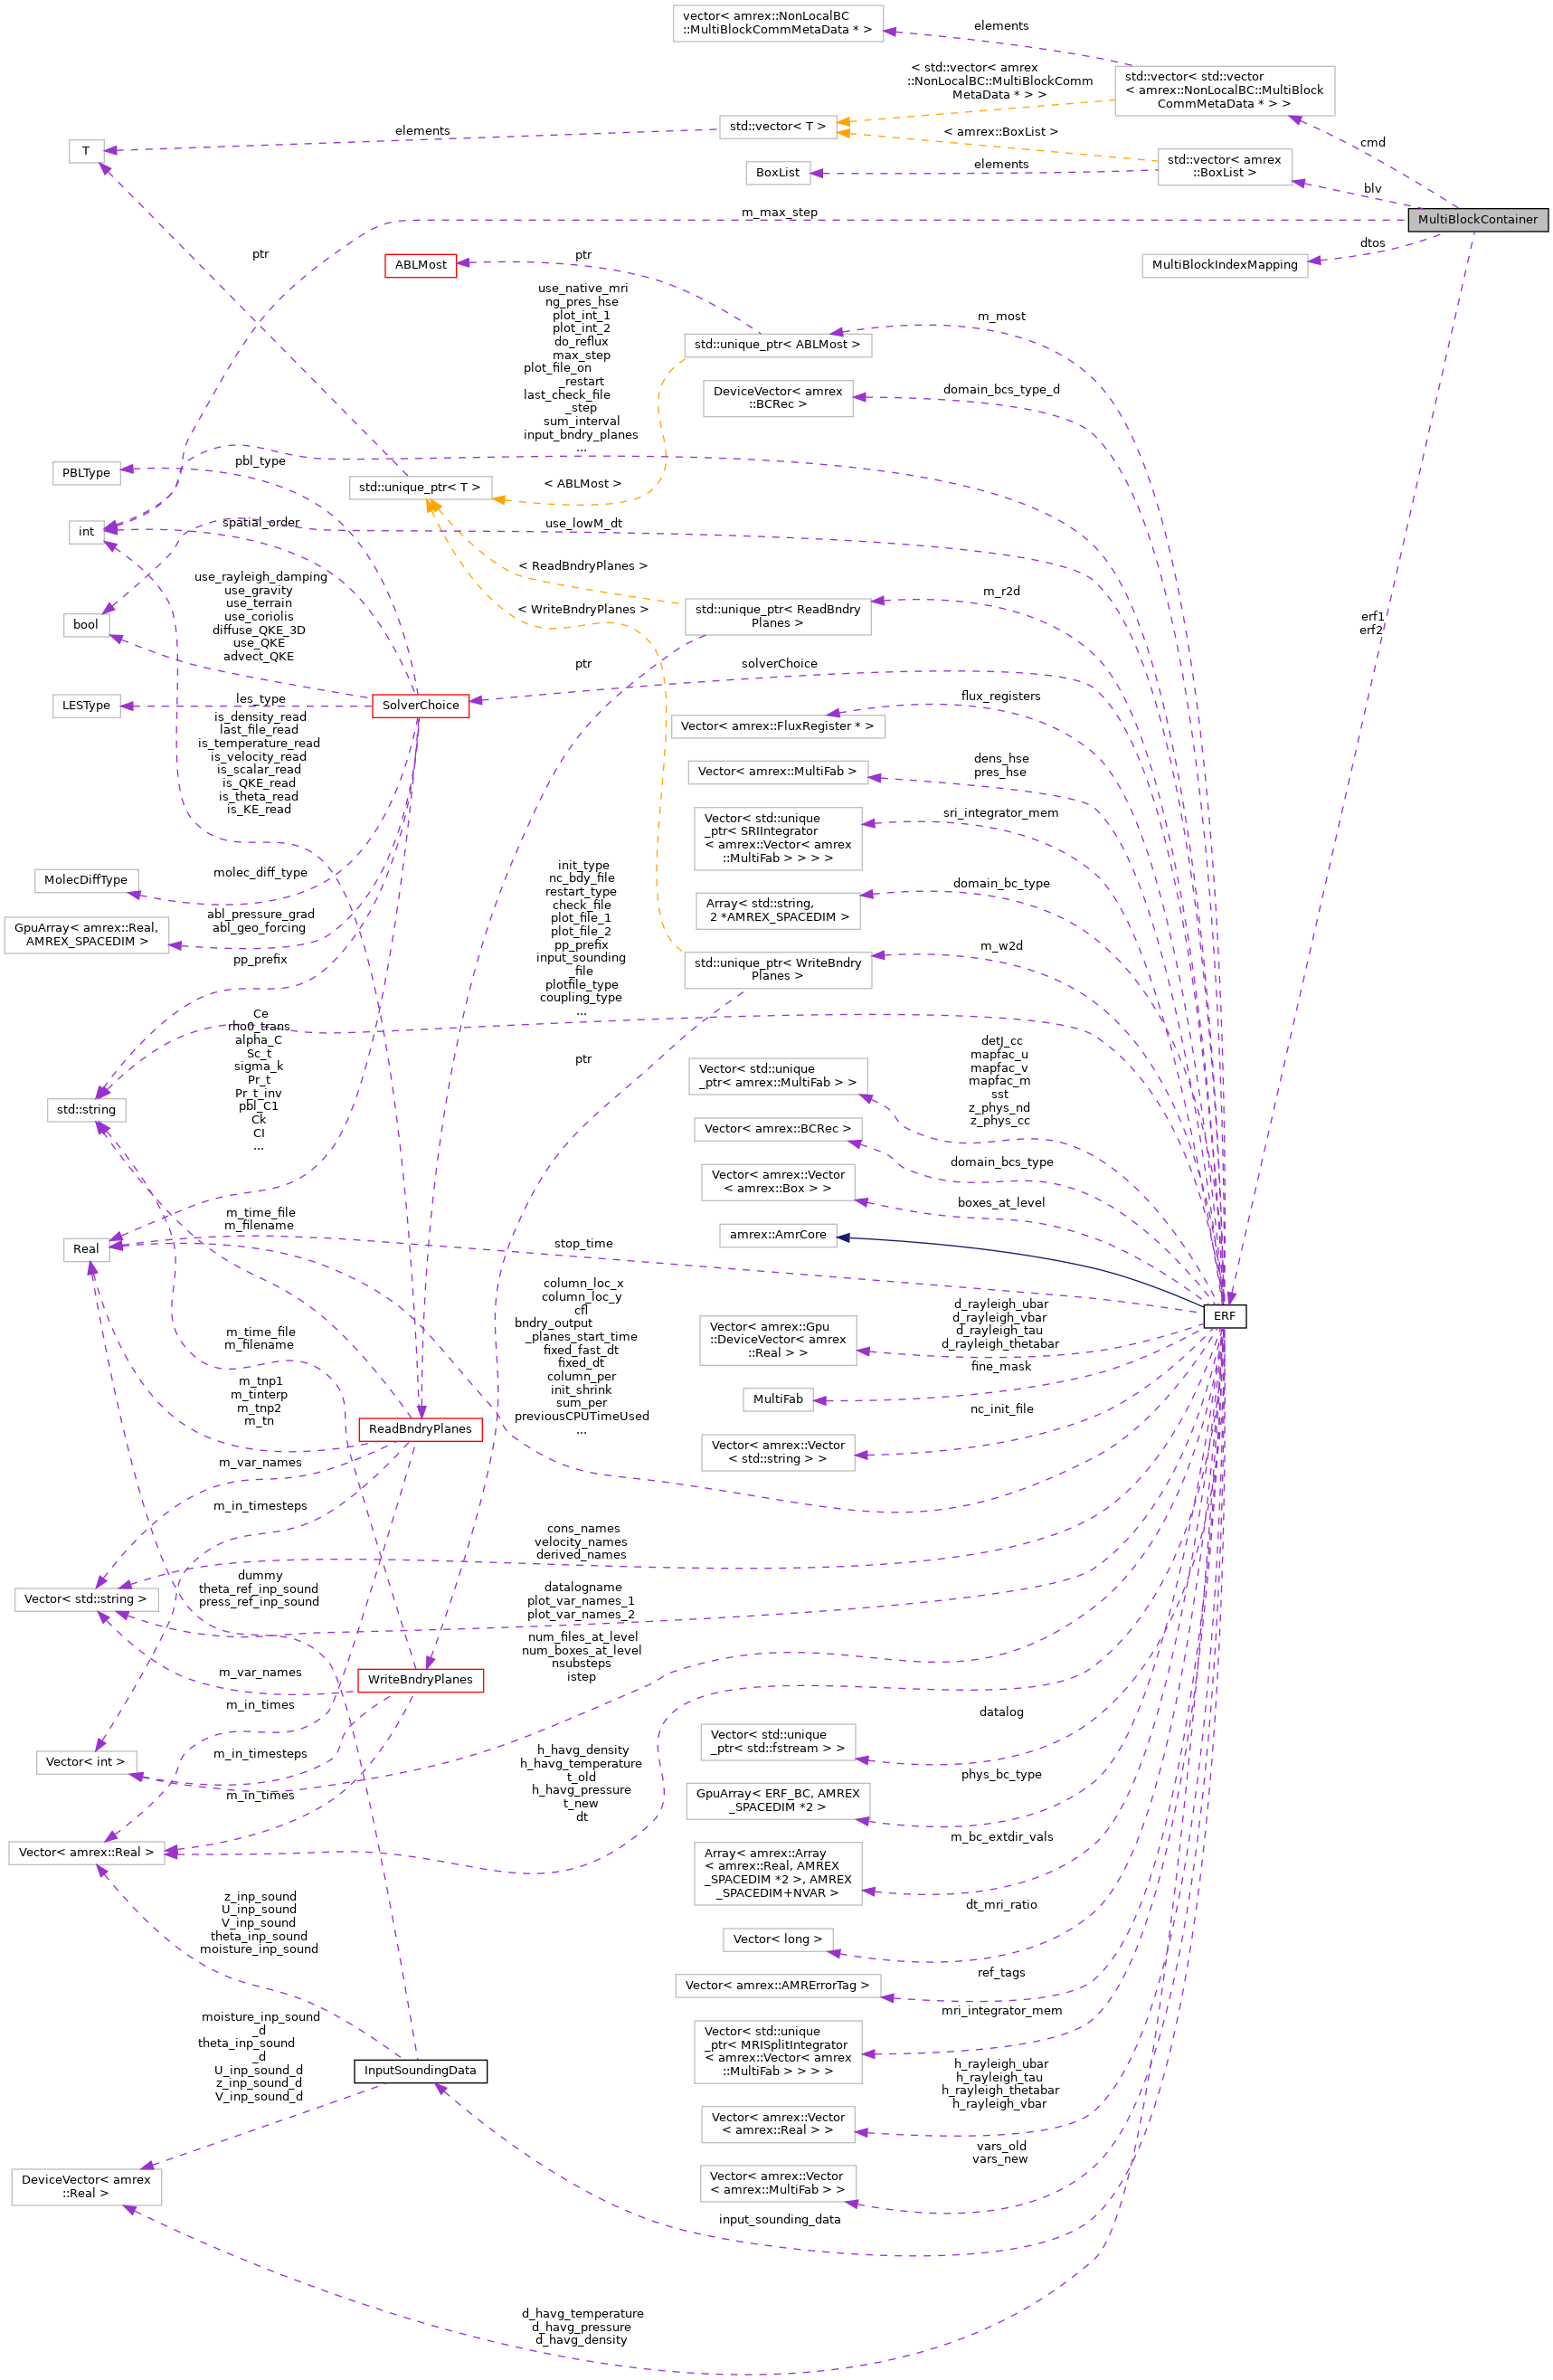 vector< amrex::NonLocalBC
::MultiBlockCommMetaData * >
elements
< std::vector< amrex
::NonLocalBC::MultiBlockComm
MetaData * > >
std::vector< std::vector
< amrex::NonLocalBC::MultiBlock
CommMetaData * > >
std::vector< T >
elements
T
< amrex::BoxList >
cmd
BoxList
elements
std::vector< amrex
::BoxList >
blv
m_max_step
MultiBlockContainer
dtos
MultiBlockIndexMapping
ptr
ABLMost
ptr
use_native_mri
ng_pres_hse
plot_int_1
plot_int_2
do_reflux
max_step
plot_file_on
_restart
last_check_file
_step
sum_interval
input_bndry_planes
...
std::unique_ptr< ABLMost >
m_most
DeviceVector< amrex
::BCRec >
domain_bcs_type_d
PBLType
pbl_type
std::unique_ptr< T >
< ABLMost >
int
spatial_order
use_lowM_dt
< ReadBndryPlanes >
use_rayleigh_damping
use_gravity
use_terrain
use_coriolis
diffuse_QKE_3D
use_QKE
advect_QKE
bool
< WriteBndryPlanes >
std::unique_ptr< ReadBndry
Planes >
m_r2d
erf1
erf2
ptr
solverChoice
LESType
les_type
SolverChoice
flux_registers
Vector< amrex::FluxRegister * >
is_density_read
last_file_read
is_temperature_read
is_velocity_read
is_scalar_read
is_QKE_read
is_theta_read
is_KE_read
Vector< amrex::MultiFab >
dens_hse
pres_hse
Vector< std::unique
_ptr< SRIIntegrator
< amrex::Vector< amrex
::MultiFab > > > >
sri_integrator_mem
MolecDiffType
molec_diff_type
Array< std::string,
2 *AMREX_SPACEDIM >
domain_bc_type
GpuArray< amrex::Real,
AMREX_SPACEDIM >
abl_pressure_grad
abl_geo_forcing
pp_prefix
init_type
nc_bdy_file
restart_type
check_file
plot_file_1
plot_file_2
pp_prefix
input_sounding
_file
plotfile_type
coupling_type
...
std::unique_ptr< WriteBndry
Planes >
m_w2d
Ce
rho0_trans
alpha_C
Sc_t
sigma_k
Pr_t
Pr_t_inv
pbl_C1
Ck
CI
...
ptr
std::string
Vector< std::unique
_ptr< amrex::MultiFab > >
detJ_cc
mapfac_u
mapfac_v
mapfac_m
sst
z_phys_nd
z_phys_cc
Vector< amrex::BCRec >
domain_bcs_type
Vector< amrex::Vector
< amrex::Box > >
boxes_at_level
Real
m_time_file
m_filename
stop_time
amrex::AmrCore
ERF
column_loc_x
column_loc_y
cfl
bndry_output
_planes_start_time
fixed_fast_dt
fixed_dt
column_per
init_shrink
sum_per
previousCPUTimeUsed
...
m_time_file
m_filename
Vector< amrex::Gpu
::DeviceVector< amrex
::Real > >
d_rayleigh_ubar
d_rayleigh_vbar
d_rayleigh_tau
d_rayleigh_thetabar
m_tnp1
m_tinterp
m_tnp2
m_tn
MultiFab
fine_mask
ReadBndryPlanes
Vector< amrex::Vector
< std::string > >
nc_init_file
m_var_names
m_in_timesteps
cons_names
velocity_names
derived_names
Vector< std::string >
dummy
theta_ref_inp_sound
press_ref_inp_sound
datalogname
plot_var_names_1
plot_var_names_2
num_files_at_level
num_boxes_at_level
nsubsteps
istep
m_var_names
WriteBndryPlanes
m_in_times
Vector< std::unique
_ptr< std::fstream > >
datalog
Vector< int >
m_in_timesteps
m_in_times
h_havg_density
h_havg_temperature
t_old
h_havg_pressure
t_new
dt
GpuArray< ERF_BC, AMREX
_SPACEDIM *2 >
phys_bc_type
Vector< amrex::Real >
Array< amrex::Array
< amrex::Real, AMREX
_SPACEDIM *2 >, AMREX
_SPACEDIM+NVAR >
m_bc_extdir_vals
z_inp_sound
U_inp_sound
V_inp_sound
theta_inp_sound
moisture_inp_sound
Vector< long >
dt_mri_ratio
Vector< amrex::AMRErrorTag >
ref_tags
moisture_inp_sound
_d
theta_inp_sound
_d
U_inp_sound_d
z_inp_sound_d
V_inp_sound_d
InputSoundingData
Vector< std::unique
_ptr< MRISplitIntegrator
< amrex::Vector< amrex
::MultiFab > > > >
mri_integrator_mem
Vector< amrex::Vector
< amrex::Real > >
h_rayleigh_ubar
h_rayleigh_tau
h_rayleigh_thetabar
h_rayleigh_vbar
DeviceVector< amrex
::Real >
Vector< amrex::Vector
< amrex::MultiFab > >
vars_old
vars_new
input_sounding_data
d_havg_temperature
d_havg_pressure
d_havg_density